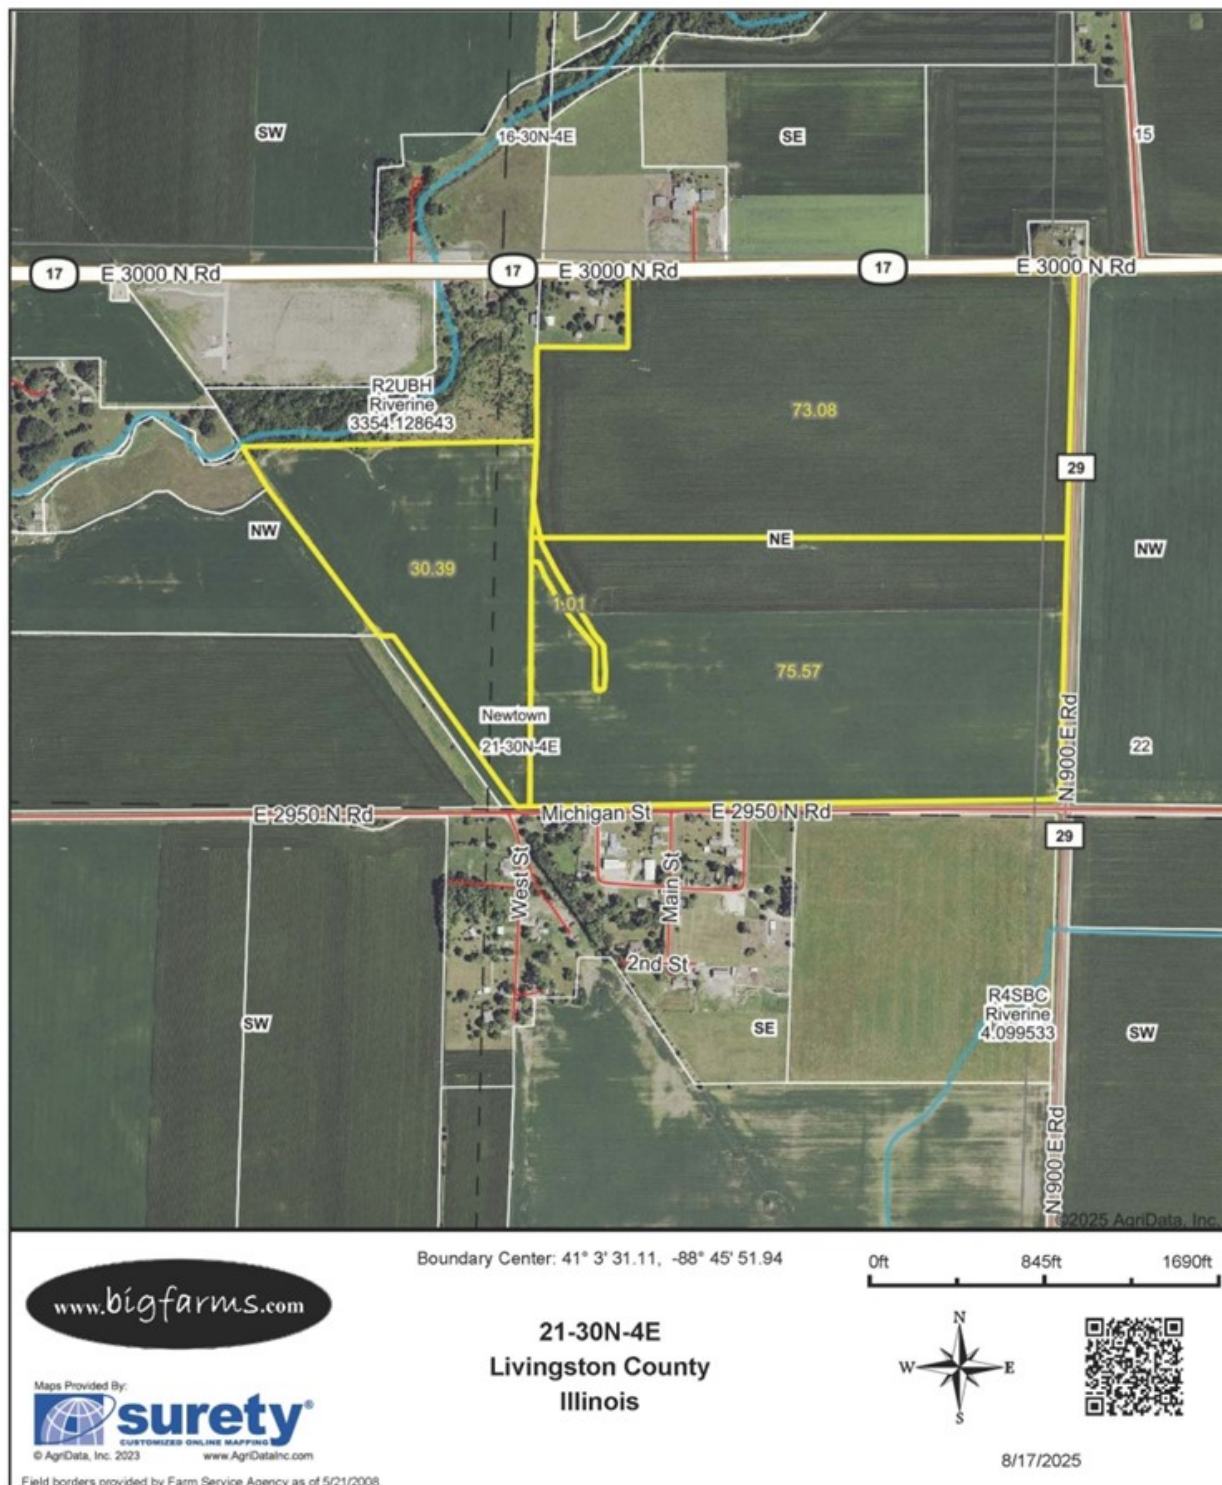 SW
16-30N-4E
SE
15
17
E 3000 N Rd
17
E 3000 N Rd
17
E 3000 N Rd
R2UBH
Riverine
3354.128643
73.08
29
NW
NE
NW
30.39
1.01
75.57
Newtown
21-30N-4E
N 900 E Rd
22
E 2950 N Rd
Michigan St
E 2950 N Rd
29
West St
Main St
2nd St
R4SBC
Riverine
4.099533
SW
SE
SW
N 900 E Rd
©2025 AgriData, Inc.
www.bigfarms.com
Boundary Center: 41° 3' 31.11, -88° 45' 51.94
0ft 845ft 1690ft
21-30N-4E
Livingston County
Illinois
N
W E
S
Maps Provided By:
surety®
CUSTOMIZED ONLINE MAPPING
© AgriData, Inc. 2023 www.AgriDataInc.com
8/17/2025
Field borders provided by Farm Service Agency as of 5/21/2008.